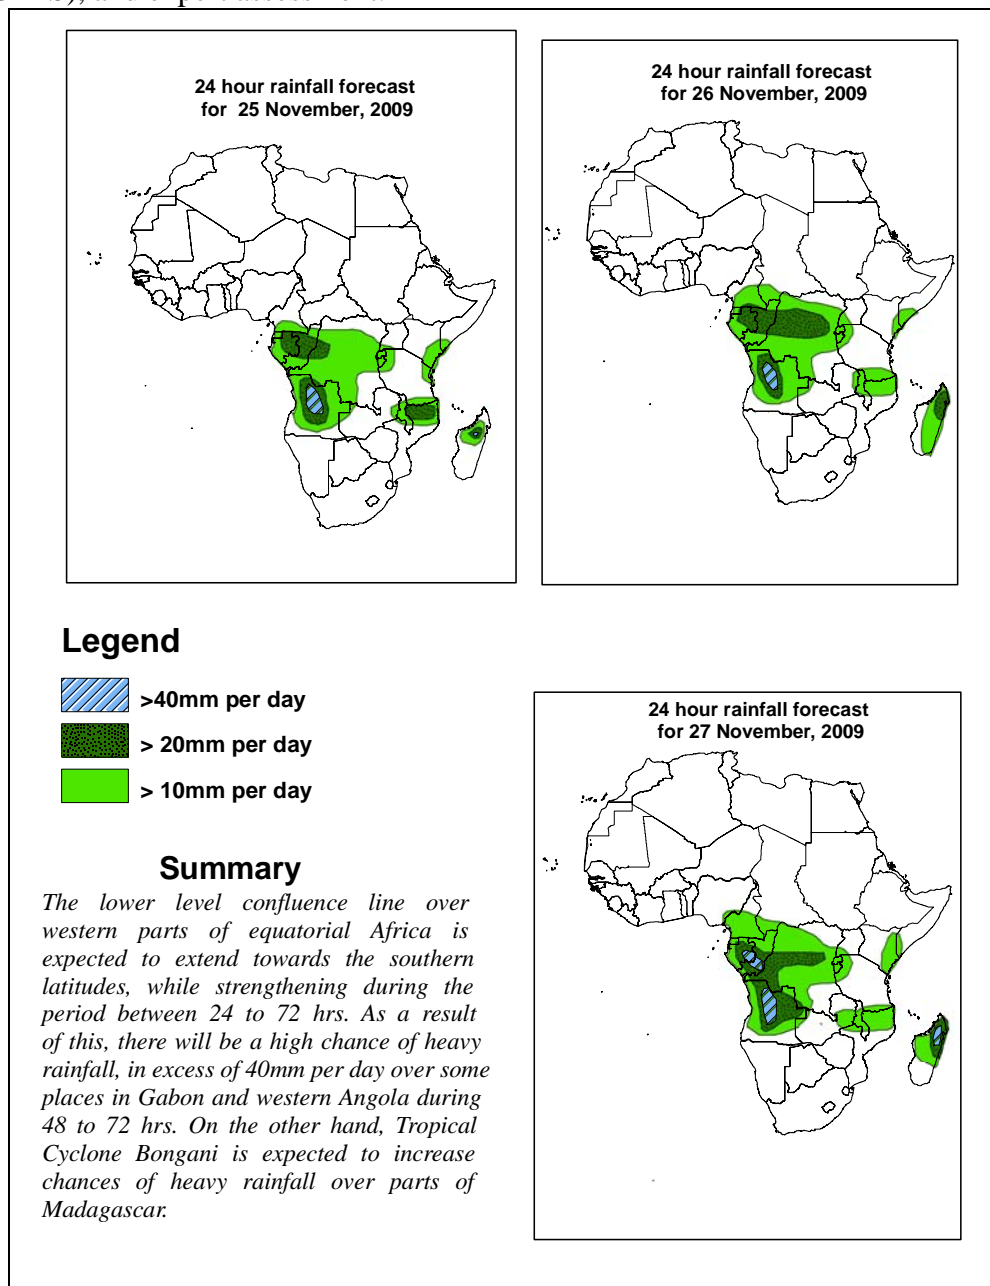 24 hour rainfall forecast
for 25 November, 2009
24 hour rainfall forecast
for 26 November, 2009
Legend
>40mm per day
> 20mm per day
> 10mm per day
24 hour rainfall forecast
for 27 November, 2009
Summary
The lower level confluence line over
western parts of equatorial Africa is
expected to extend towards the southern
latitudes, while strengthening during the
period between 24 to 72 hrs. As a result
of this, there will be a high chance of heavy
rainfall, in excess of 40mm per day over some
places in Gabon and western Angola during
48 to 72 hrs. On the other hand, Tropical
Cyclone Bongani is expected to increase
chances of heavy rainfall over parts of
Madagascar.